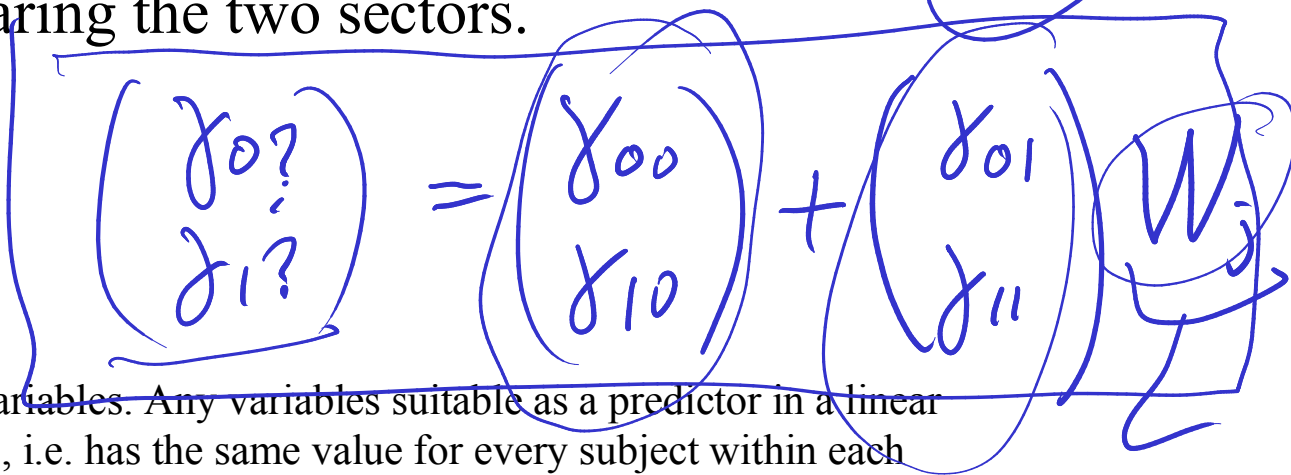 aring the two sectors.
γ0? = γ00 + γ01 Wj
γ1? γ10 γ11
ariables. Any variables suitable as a predictor in a linear
, i.e. has the same value for every subject within each